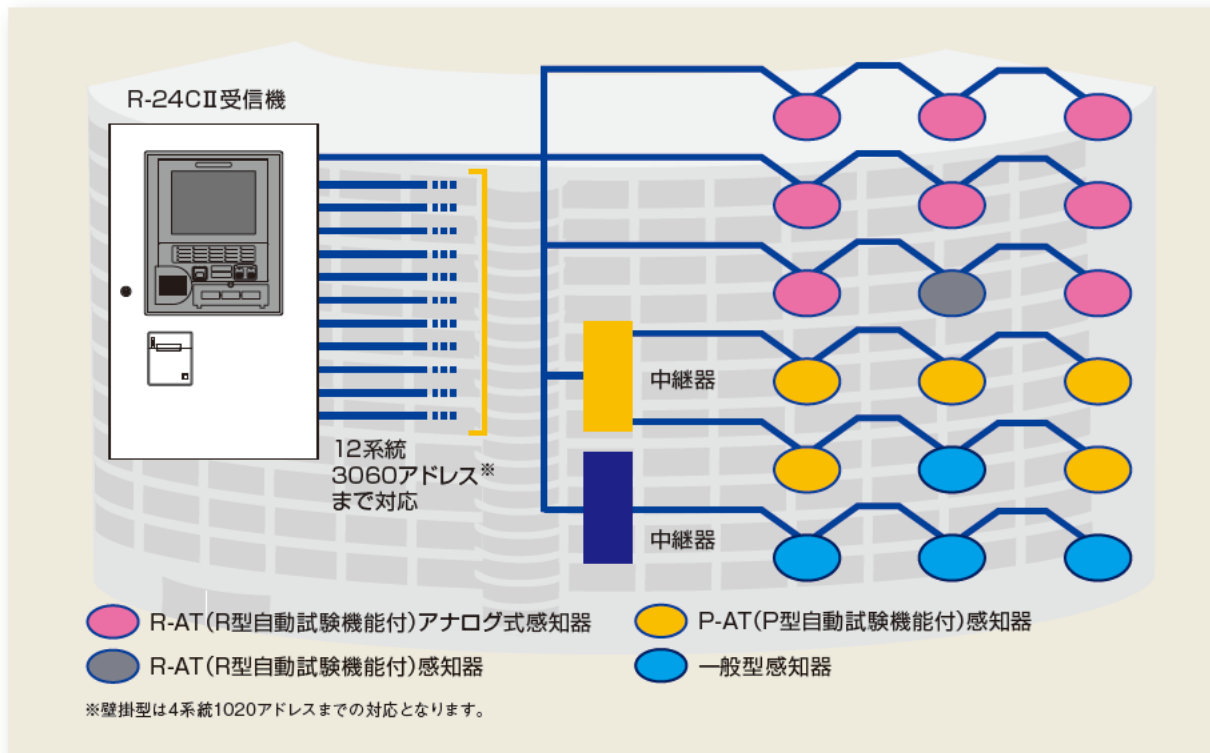 R-24CⅡ受信機
12系統
3060アドレス※
まで対応
中継器
中継器
R-AT(R型自動試験機能付)アナログ式感知器
P-AT(P型自動試験機能付)感知器
R-AT(R型自動試験機能付)感知器
一般型感知器
※壁掛型は4系統1020アドレスまでの対応となります。